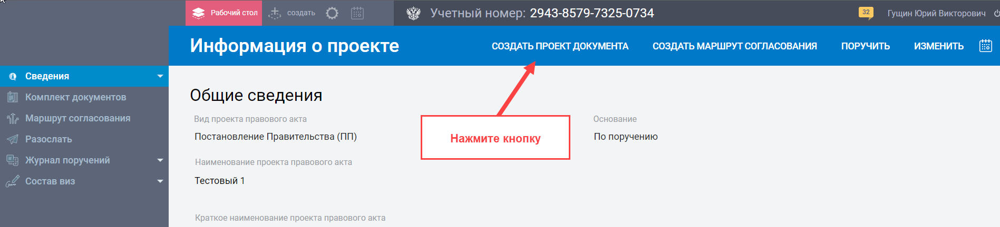 Рабочий стол
создать
Учетный номер: 2943-8579-7325-0734
32
Гущин Юрий Викторович
Информация о проекте
СОЗДАТЬ ПРОЕКТ ДОКУМЕНТА
СОЗДАТЬ МАРШРУТ СОГЛАСОВАНИЯ
ПОРУЧИТЬ
ИЗМЕНИТЬ
Сведения
Комплект документов
Маршрут согласования
Разослать
Журнал поручений
Состав виз
Общие сведения
Вид проекта правового акта
Постановление Правительства (ПП)
Нажмите кнопку
Основание
По поручению
Наименование проекта правового акта
Тестовый 1
Краткое наименование проекта правового акта